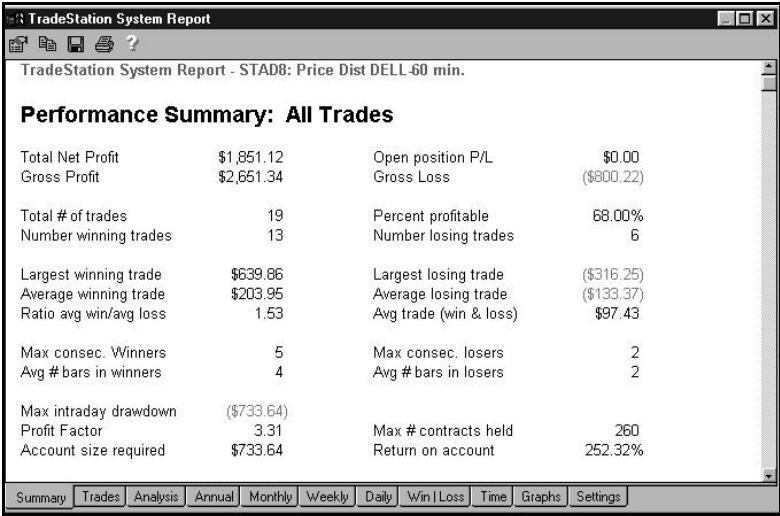 TradeStation System Report
TradeStation System Report - STAD8: Price Dist DELL-60 min.
Performance Summary: All Trades
Total Net Profit $1,851.12 Open position P/L $0.00
Gross Profit $2,651.34 Gross Loss ($800.22)
Total # of trades 19 Percent profitable 68.00%
Number winning trades 13 Number losing trades 6
Largest winning trade $639.86 Largest losing trade ($316.25)
Average winning trade $203.95 Average losing trade ($133.37)
Ratio avg win/avg loss 1.53 Avg trade (win & loss) $97.43
Max consec. Winners 5 Max consec. losers 2
Avg # bars in winners 4 Avg # bars in losers 2
Max intraday drawdown ($733.64)
Profit Factor 3.31 Max # contracts held 260
Account size required $733.64 Return on account 252.32%
Summary Trades Analysis Annual Monthly Weekly Daily Win | Loss Time Graphs Settings